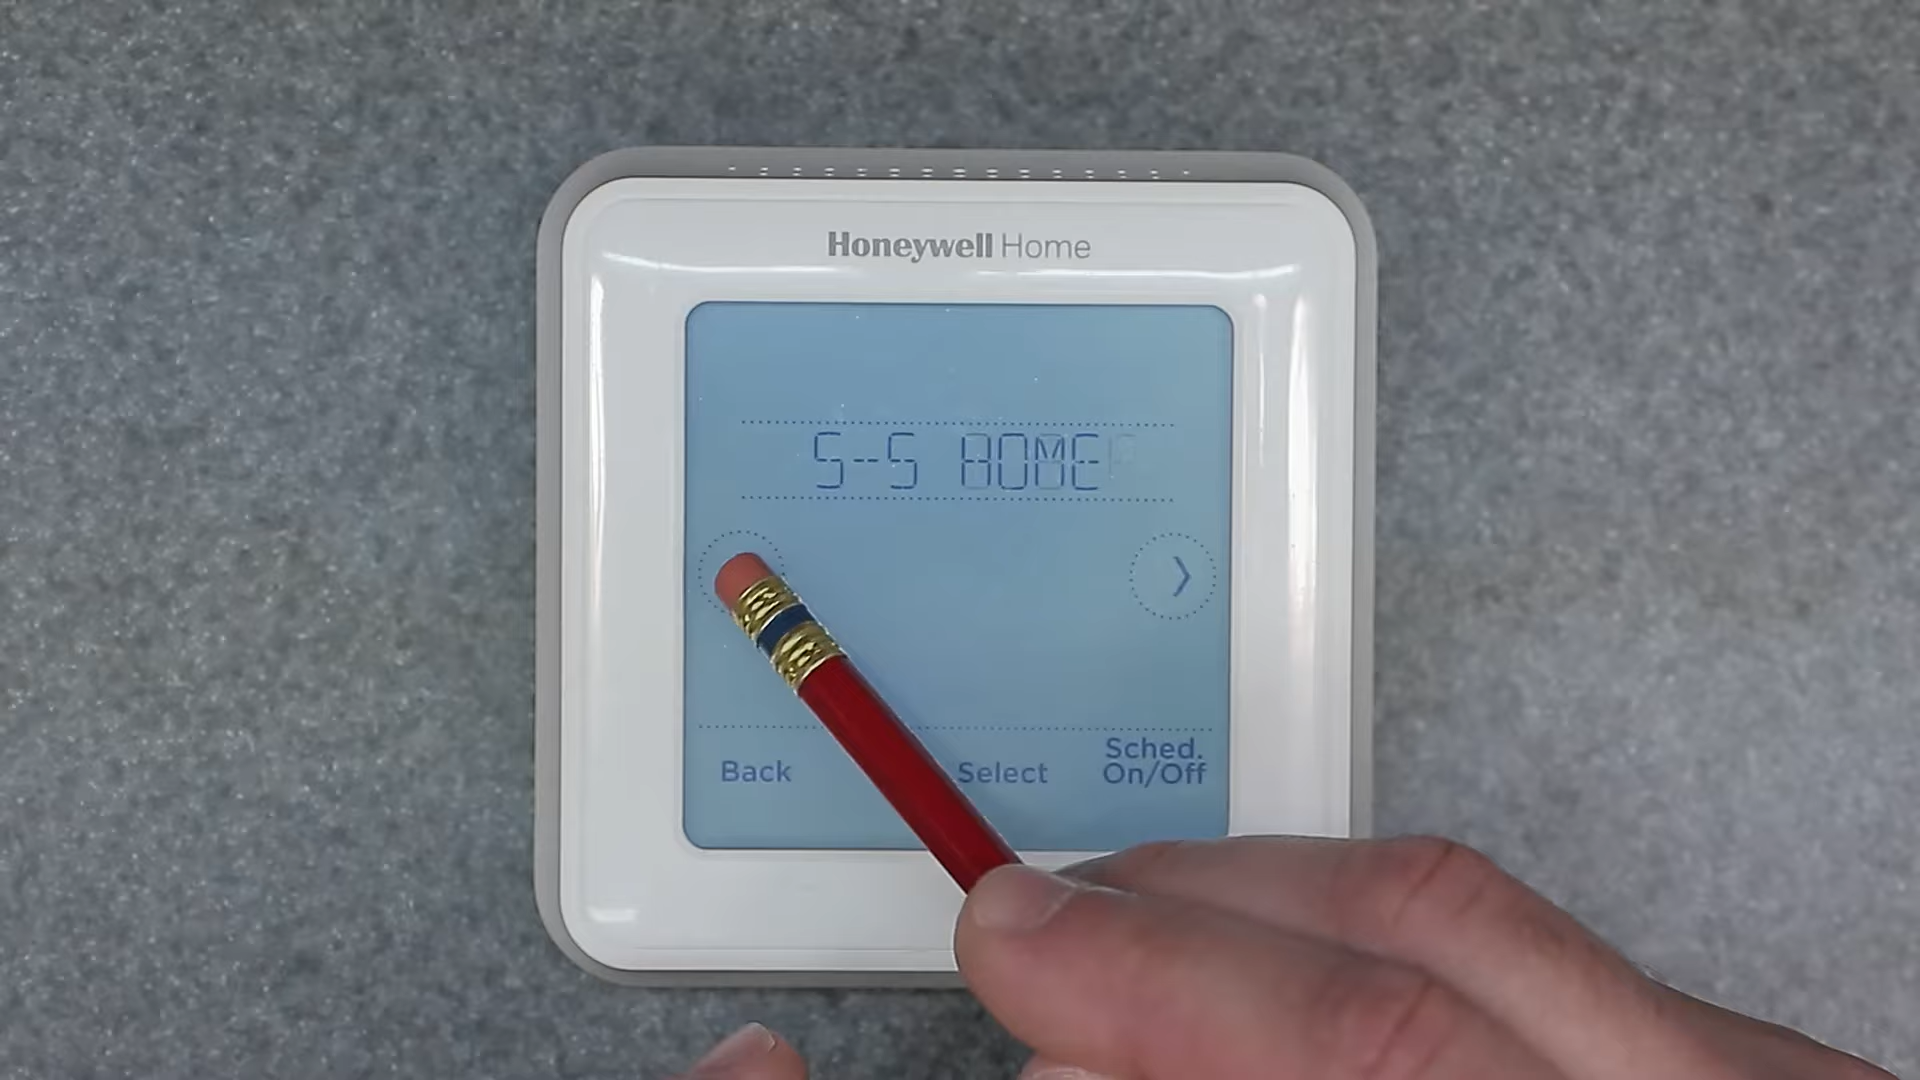 Honeywell Home
S--S HOME
Back
Select
Sched.
On/Off